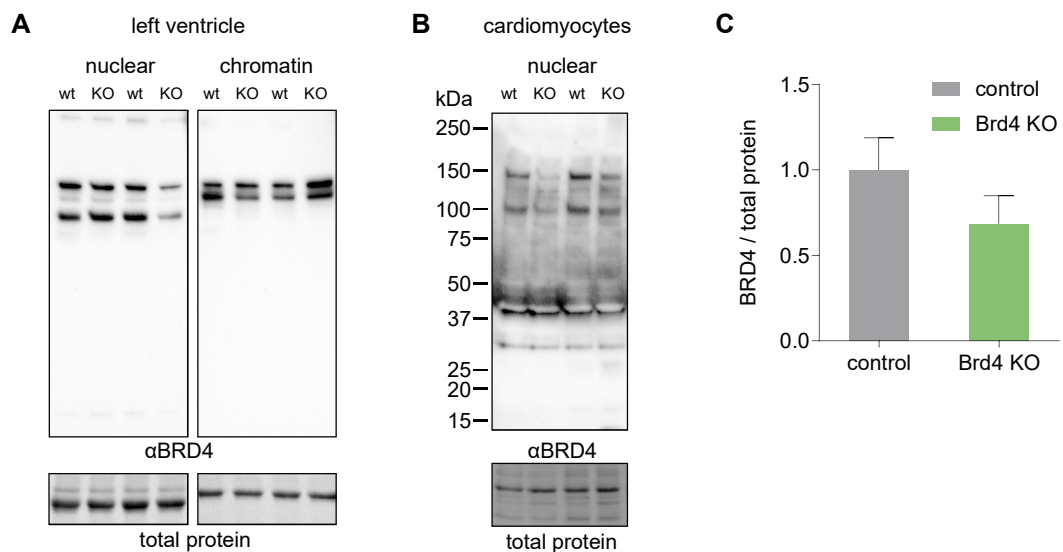 A
left ventricle
nuclear
chromatin
wt KO wt KO
wt KO wt KO
αBRD4
total protein
B
cardiomyocytes
nuclear
kDa
wt KO wt KO
250
150
100
75
50
37
25
20
15
αBRD4
total protein
C
control
Brd4 KO
BRD4 / total protein
1.5
1.0
0.5
0.0
control
Brd4 KO